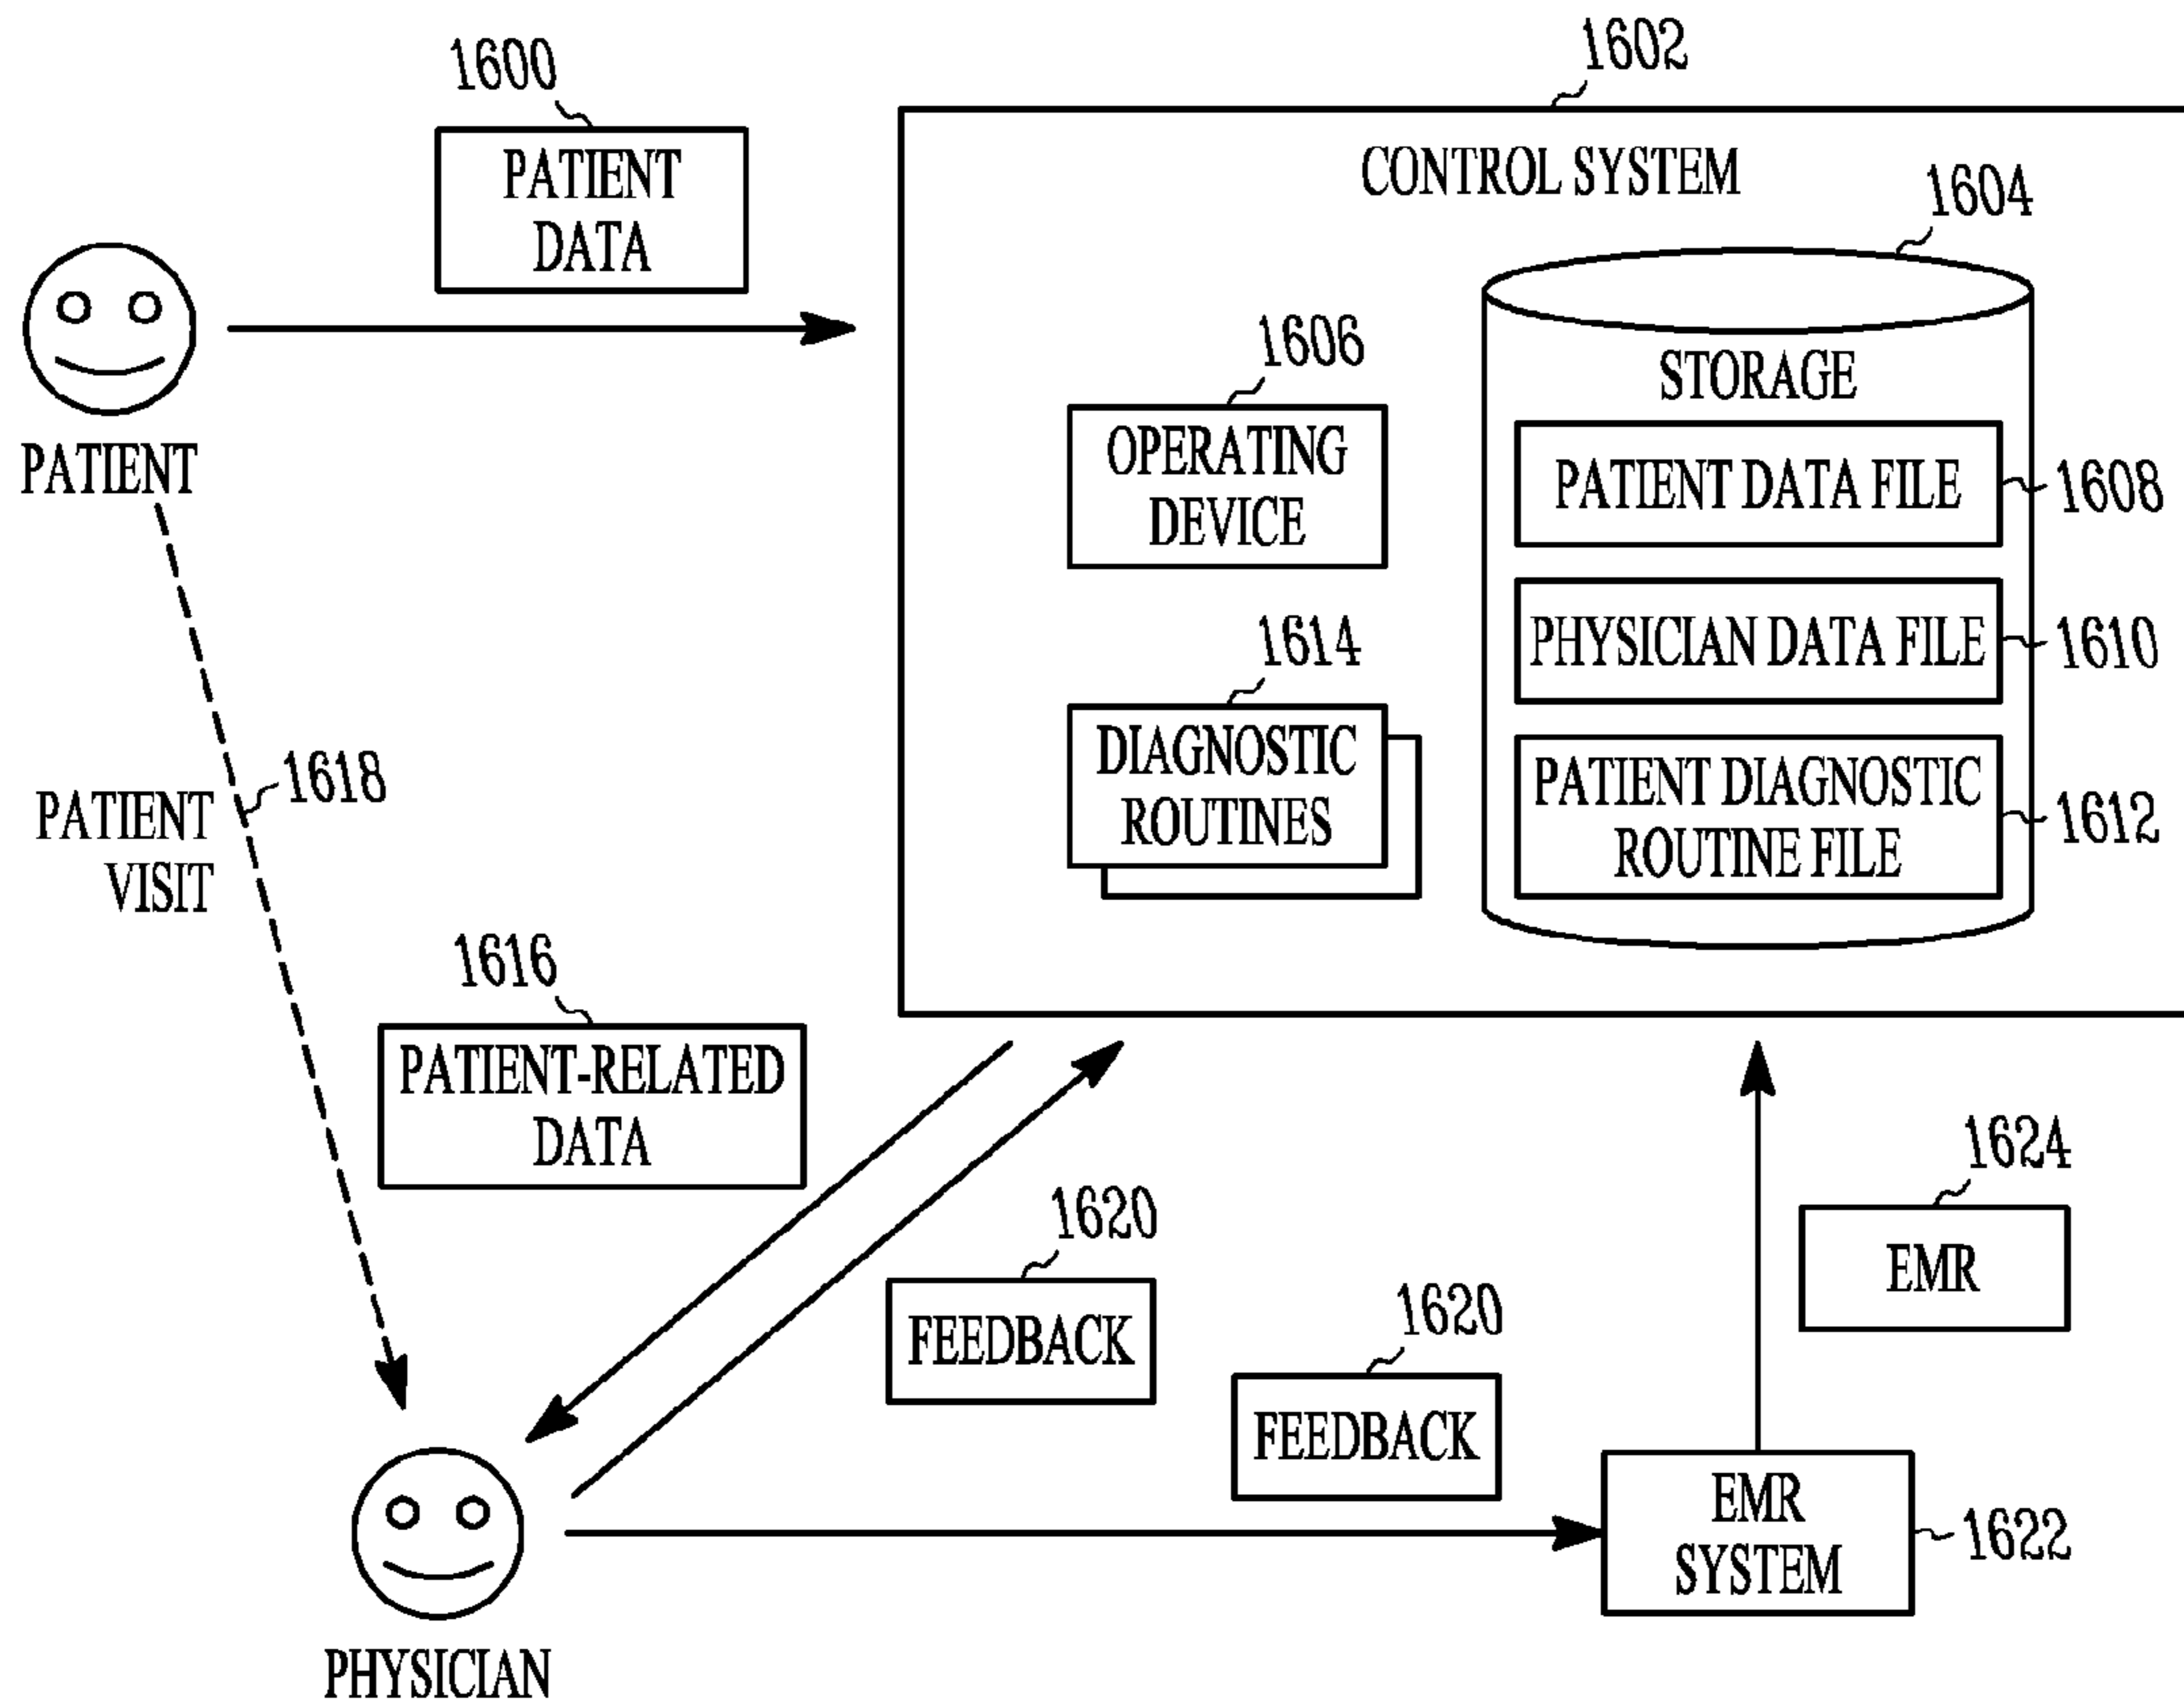 1600
PATIENT
DATA
PATIENT
1602
CONTROL SYSTEM
1604
STORAGE
1606
OPERATING
DEVICE
PATIENT DATA FILE
1608
PHYSICIAN DATA FILE
1610
1614
DIAGNOSTIC
ROUTINES
PATIENT DIAGNOSTIC
ROUTINE FILE
1612
PATIENT
VISIT
1618
1616
PATIENT-RELATED
DATA
1620
FEEDBACK
1620
FEEDBACK
1624
EMR
EMR
SYSTEM
1622
PHYSICIAN